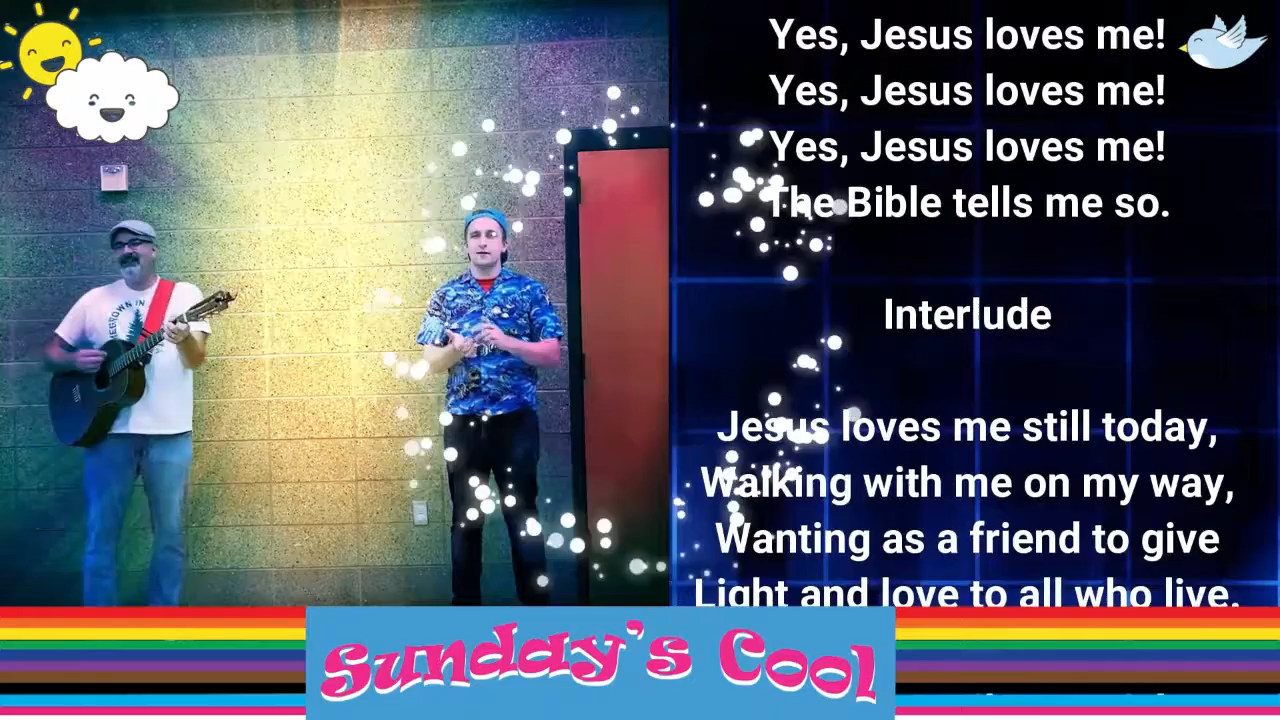 Yes, Jesus loves me!
Yes, Jesus loves me!
Yes, Jesus loves me!
The Bible tells me so.
Interlude
Jesus loves me still today,
Walking with me on my way,
Wanting as a friend to give
Light and love to all who live.
Sunday's Cool